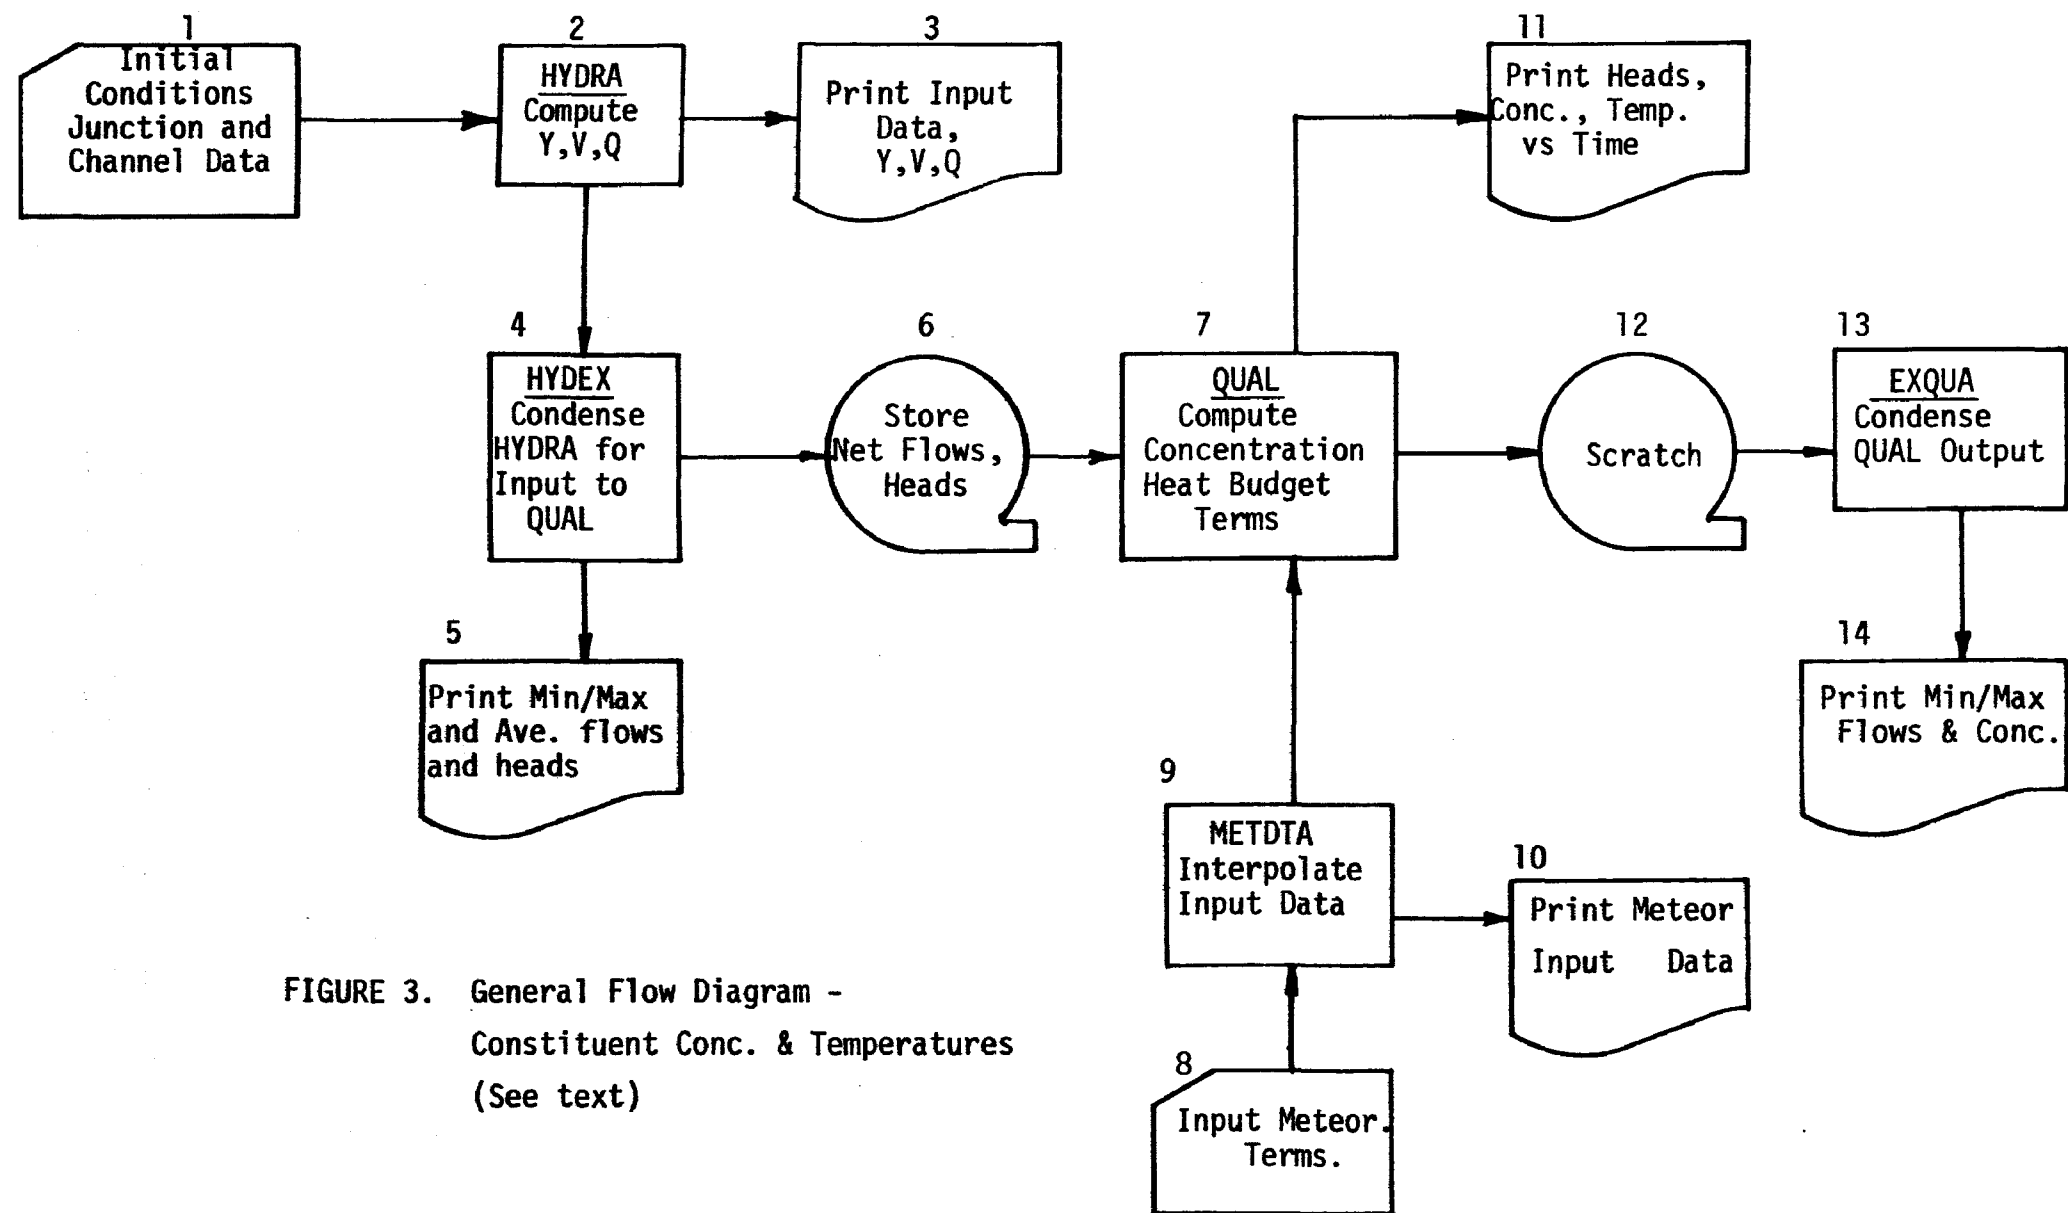 1
Initial
Conditions
Junction and
Channel Data
2
HYDRA
Compute
Y,V,Q
3
Print Input
Data,
Y,V,Q
4
HYDEX
Condense
HYDRA for
Input to
QUAL
5
Print Min/Max
and Ave. flows
and heads
6
Store
Net Flows,
Heads
7
QUAL
Compute
Concentration
Heat Budget
Terms
11
Print Heads,
Conc., Temp.
vs Time
12
Scratch
13
EXQUA
Condense
QUAL Output
14
Print Min/Max
Flows & Conc.
9
METDTA
Interpolate
Input Data
10
Print Meteor
Input Data
8
Input Meteor.
Terms.
FIGURE 3. General Flow Diagram -
Constituent Conc. & Temperatures
(See text)